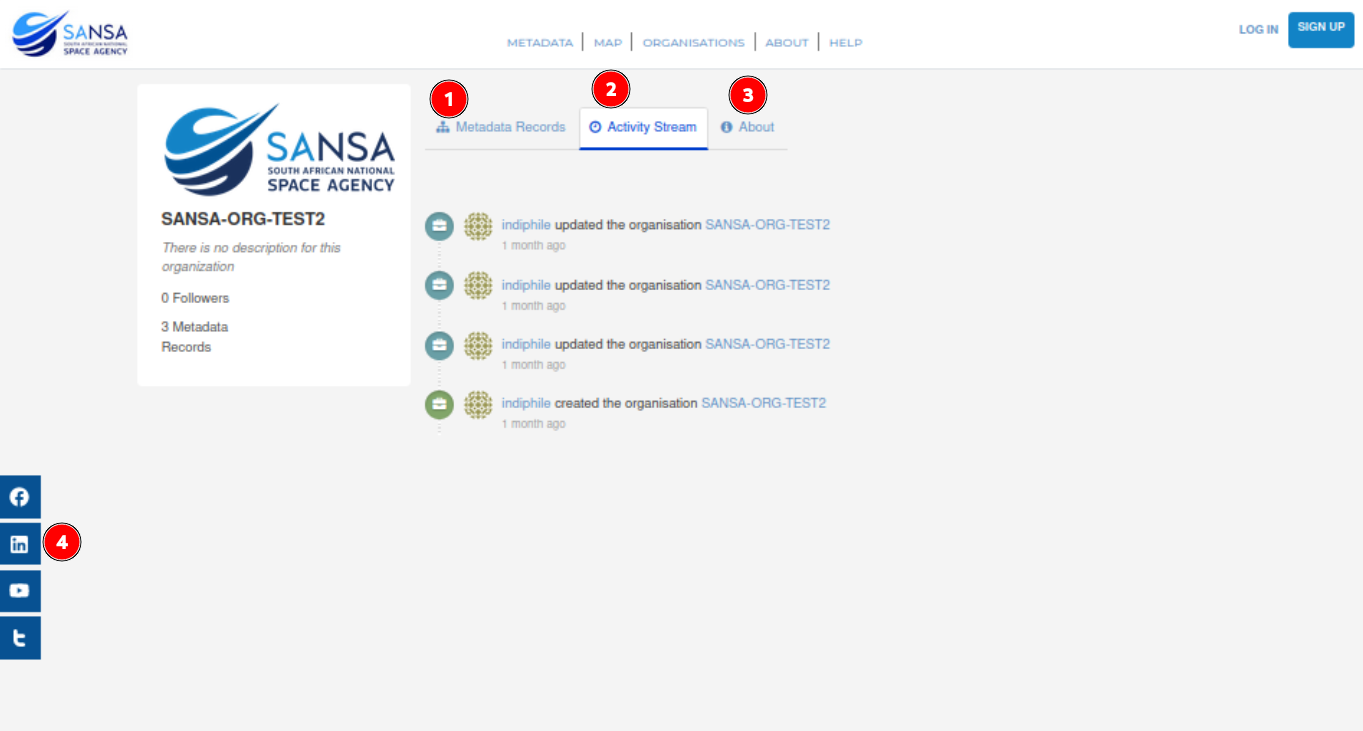 SANSA
SOUTH AFRICAN NATIONAL
SPACE AGENCY
METADATA | MAP | ORGANISATIONS | ABOUT | HELP
LOG IN
SIGN UP
1
2
3
Metadata Records
Activity Stream
About
SANSA
SOUTH AFRICAN NATIONAL
SPACE AGENCY
SANSA-ORG-TEST2
There is no description for this
organization
0 Followers
3 Metadata
Records
indiphile updated the organisation SANSA-ORG-TEST2
1 month ago
indiphile updated the organisation SANSA-ORG-TEST2
1 month ago
indiphile updated the organisation SANSA-ORG-TEST2
1 month ago
indiphile created the organisation SANSA-ORG-TEST2
1 month ago
in
4